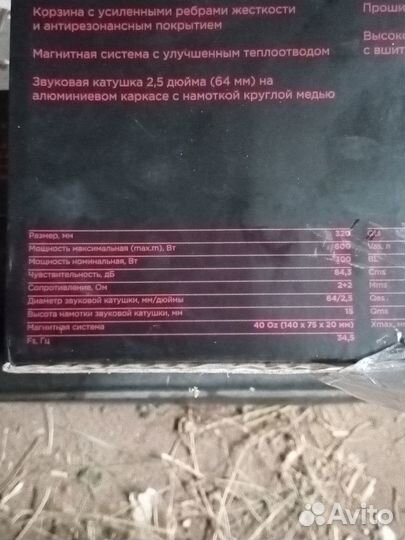 Корзина с усиленными ребрами жесткости
и антирезонансным покрытием
Магнитная система с улучшенным теплоотводом
Звуковая катушка 2,5 дюйма (64 мм) на
алюминиевом каркасе с намоткой круглой медью
с вшит
Размер, мм 320
Мощность максимальная (max.m), Вт 600
Мощность номинальная, Вт 300
Чувствительность, дБ 84,3
Сопротивление, Ом 2+2
Диаметр звуковой катушки, мм/дюймы 64/2,5
Высота намотки звуковой катушки, мм 15
Магнитная система 40 Oz (140 x 75 x 20 мм)
Fs, Гц 34,5
Vas, л
BL
Cms
Mms
Qes
Qms
Xmax,
Avito